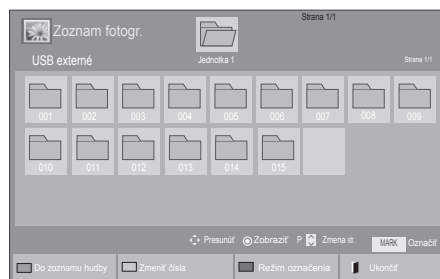 Strana 1/1
Zoznam fotogr.
USB externé
Jednotka 1
Strana 1/1
001 002 003 004 005 006 007 008 009
010 011 012 013 014 015
Presunúť Zobraziť P Zmena str. MARK Označiť
Do zoznamu hudby Zmeniť čísla Režim označenia Ukončiť